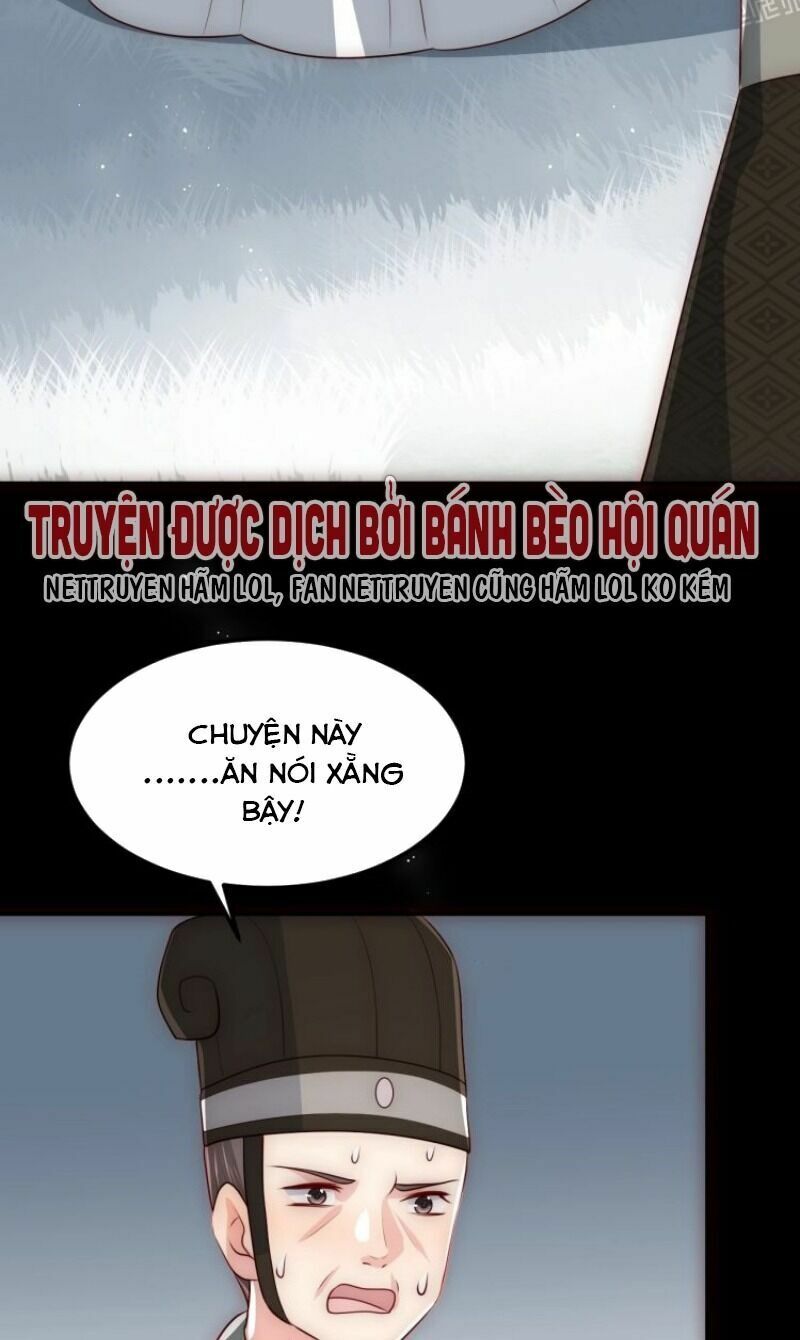 TRUYỆN ĐƯỢC DỊCH BỞI BÁNH BÈO HỘI QUÁN
NETTRUYEN HÃM LOL, FAN NETTRUYEN CŨNG HÃM LOL KO KÉM
CHUYỆN NÀY
.......ĂN NÓI XẰNG
BẬY!